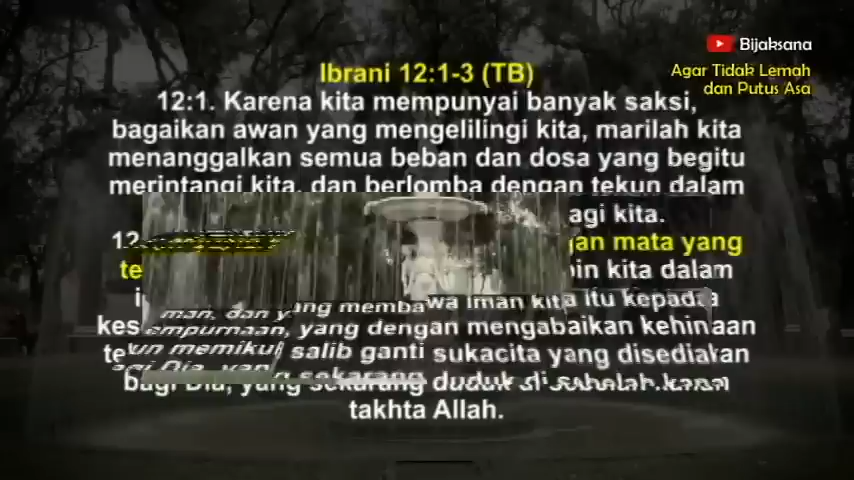 Bijaksana
Agar Tidak Lemah
dan Putus Asa
Ibrani 12:1-3 (TB)
12:1. Karena kita mempunyai banyak saksi,
bagaikan awan yang mengelilingi kita, marilah kita
menanggalkan semua beban dan dosa yang begitu
merintangi kita, dan berlomba dengan tekun dalam
agi kita.
12 mata yang
te kita dalam
man, dan yang membawa iman kita itu kepada
kesempurnaan, yang dengan mengabaikan kehinaan
tekun memikul salib ganti sukacita yang disediakan
bagi Dia, yang sekarang duduk di sebelah kanan
takhta Allah.